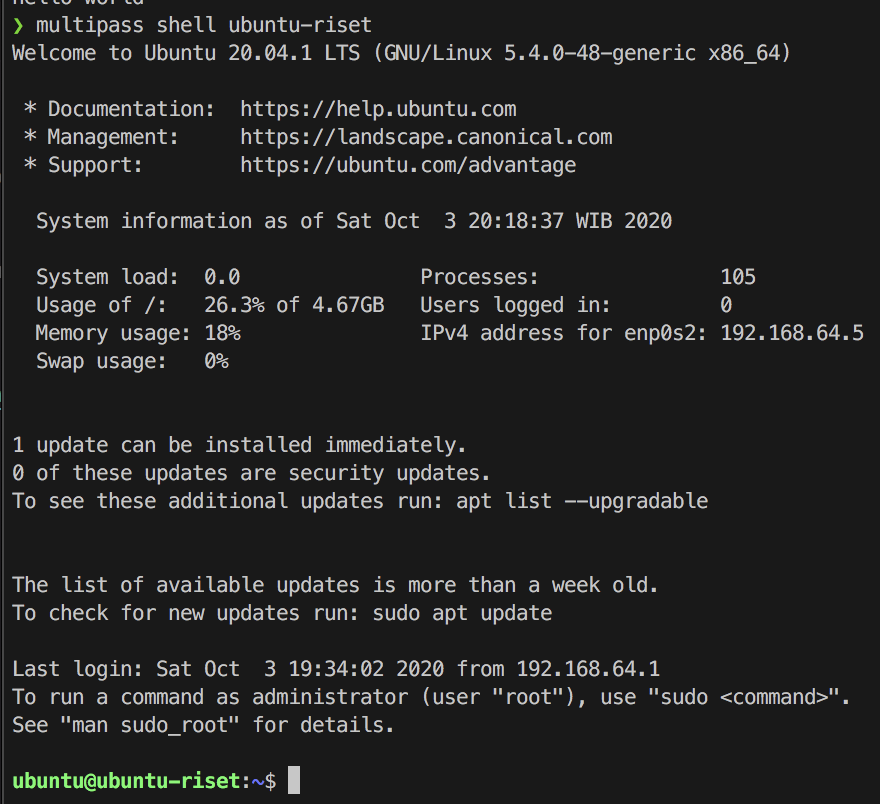 hello world
❯ multipass shell ubuntu-riset
Welcome to Ubuntu 20.04.1 LTS (GNU/Linux 5.4.0-48-generic x86_64)

 * Documentation:  https://help.ubuntu.com
 * Management:     https://landscape.canonical.com
 * Support:        https://ubuntu.com/advantage

  System information as of Sat Oct  3 20:18:37 WIB 2020

  System load:  0.0               Processes:               105
  Usage of /:   26.3% of 4.67GB   Users logged in:         0
  Memory usage: 18%               IPv4 address for enp0s2: 192.168.64.5
  Swap usage:   0%


1 update can be installed immediately.
0 of these updates are security updates.
To see these additional updates run: apt list --upgradable


The list of available updates is more than a week old.
To check for new updates run: sudo apt update

Last login: Sat Oct  3 19:34:02 2020 from 192.168.64.1
To run a command as administrator (user "root"), use "sudo <command>".
See "man sudo_root" for details.

ubuntu@ubuntu-riset:~$